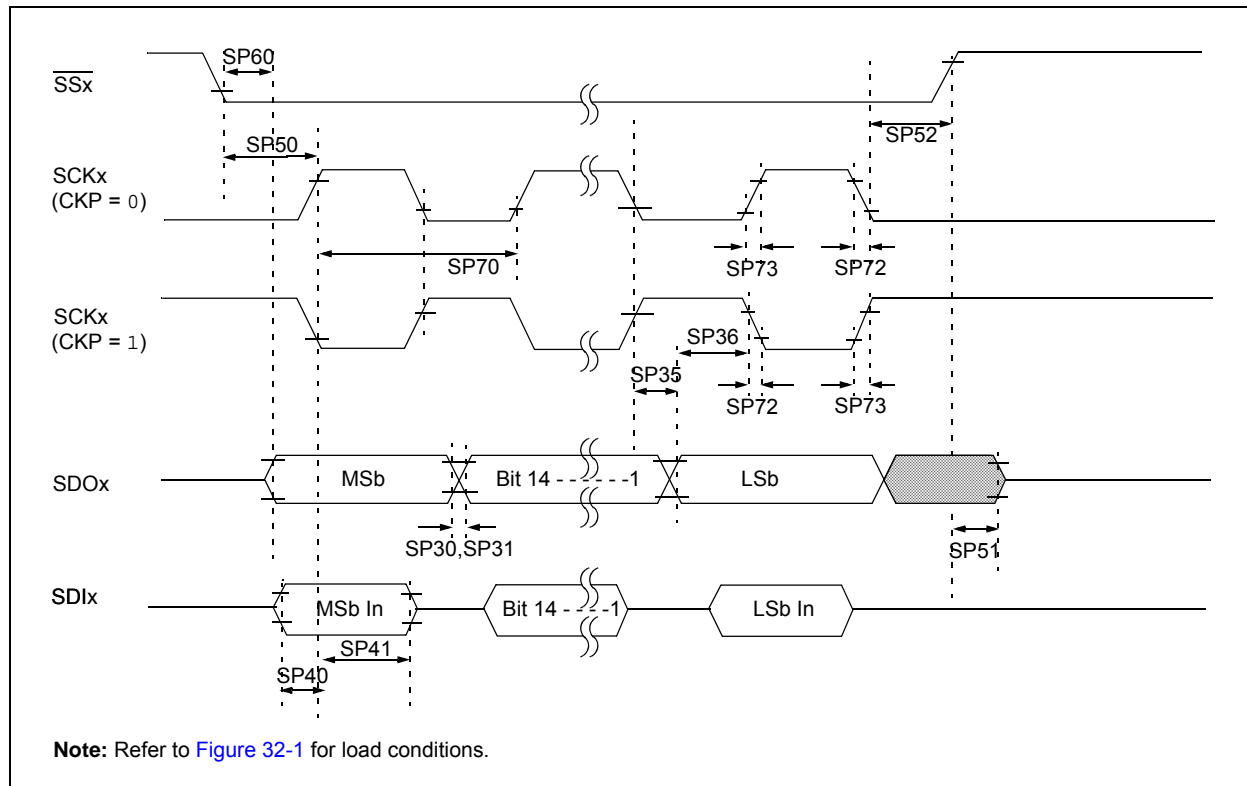 SP60
SSx
SP52
SP50
SCKx
(CKP = 0)
SP70
SP73
SP72
SCKx
(CKP = 1)
SP36
SP35
SP72
SP73
SDOx
MSb
Bit 14 - - - - - -1
LSb
SP30,SP31
SP51
SDIx
MSb In
Bit 14 - - - -1
LSb In
SP41
SP40
Note: Refer to Figure 32-1 for load conditions.